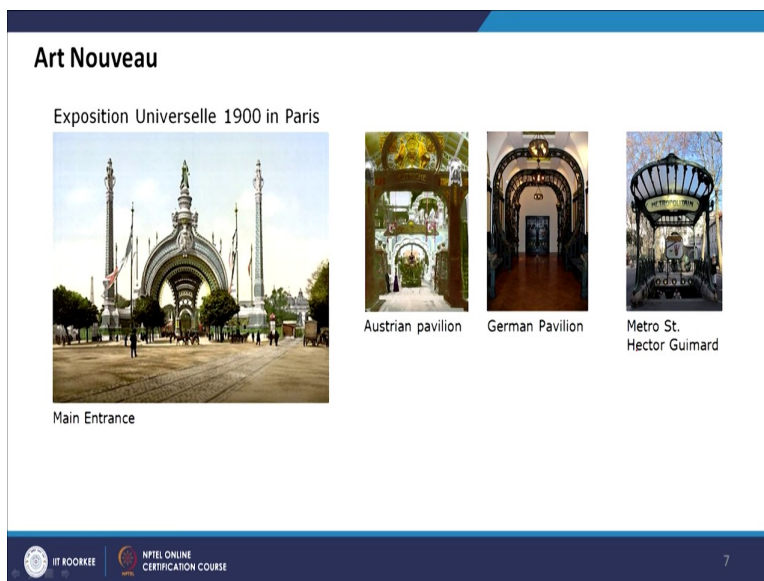 Art Nouveau
Exposition Universelle 1900 in Paris
METROPOLITAIN
Main Entrance
Austrian pavilion
German Pavilion
Metro St.
Hector Guimard
IIT ROORKEE
NPTEL
NPTEL ONLINE
CERTIFICATION COURSE
7